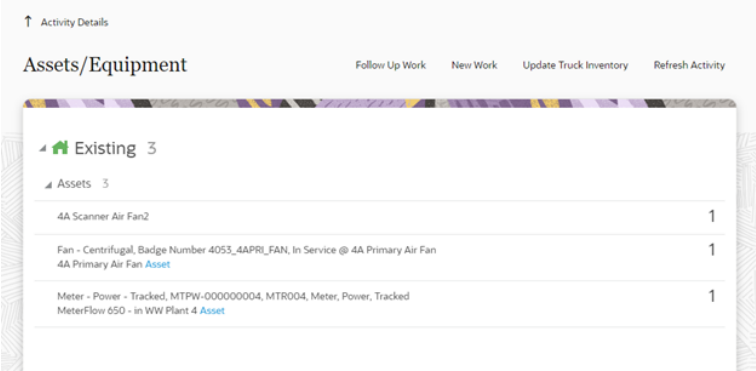 Activity Details
Assets/Equipment
Follow Up Work New Work Update Truck Inventory Refresh Activity
Existing 3
Assets 3
4A Scanner Air Fan2 1
Fan - Centrifugal, Badge Number 4053_4APRI_FAN, In Service @ 4A Primary Air Fan 1
4A Primary Air Fan Asset
Meter - Power - Tracked, MTPW-000000004, MTR004, Meter, Power, Tracked 1
MeterFlow 650 - in WW Plant 4 Asset